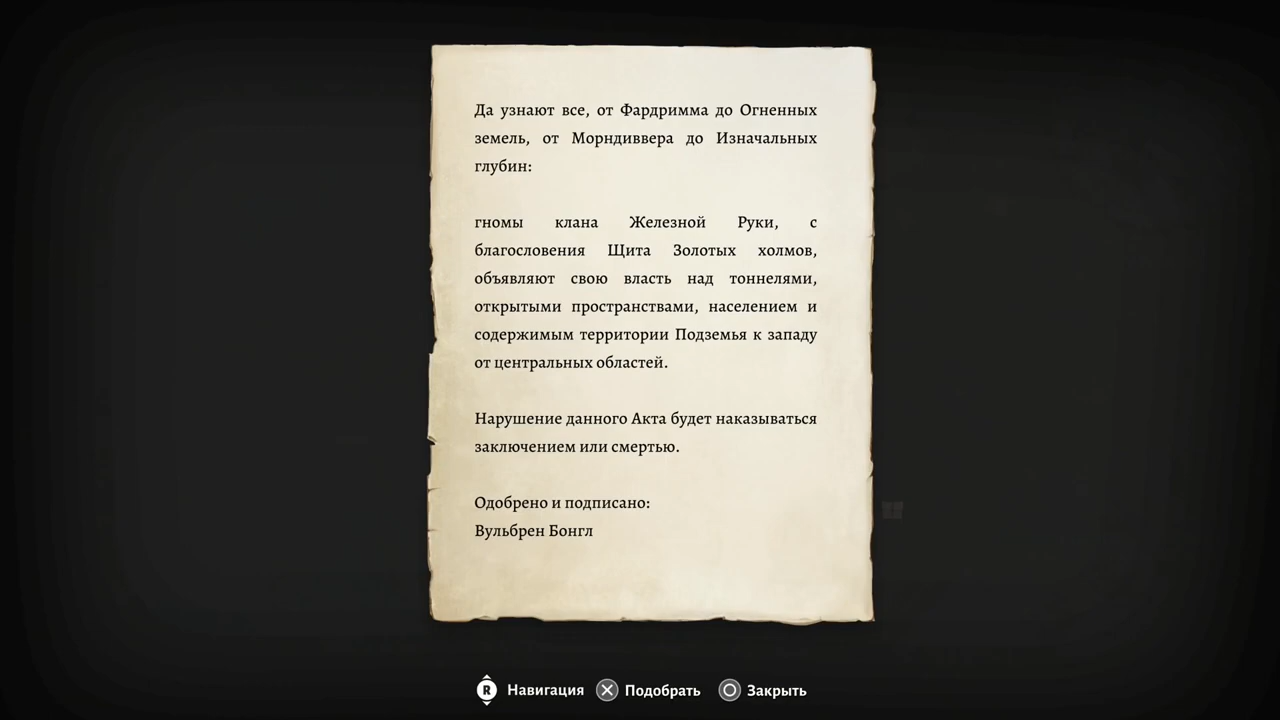 Да узнают все, от Фардримма до Огненных
земель, от Морндиввера до Изначальных
глубин:
гномы клана Железной Руки, с
благословения Щита Золотых холмов,
объявляют свою власть над тоннелями,
открытыми пространствами, населением и
содержимым территории Подземья к западу
от центральных областей.
Нарушение данного Акта будет наказываться
заключением или смертью.
Одобрено и подписано:
Вульбрен Бонгл
R Навигация Подобрать Закрыть